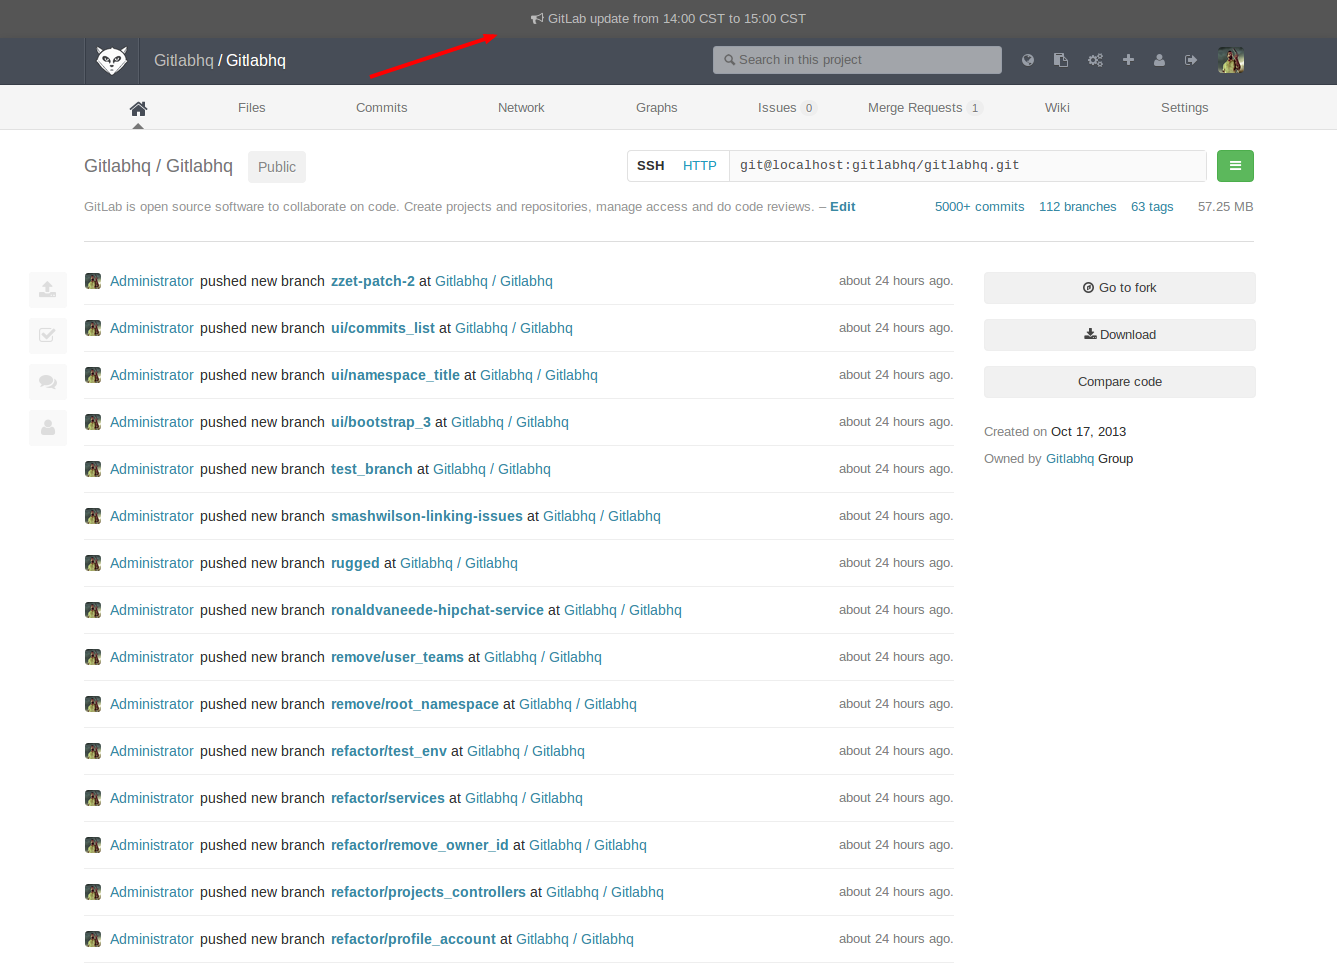 GitLab update from 14:00 CST to 15:00 CST
Gitlabhq / Gitlabhq
Search in this project
Files Commits Network Graphs Issues 0 Merge Requests 1 Wiki Settings
Gitlabhq / Gitlabhq Public SSH HTTP git@localhost:gitlabhq/gitlabhq.git
GitLab is open source software to collaborate on code. Create projects and repositories, manage access and do code reviews. – Edit 5000+ commits 112 branches 63 tags 57.25 MB
Administrator pushed new branch zzet-patch-2 at Gitlabhq / Gitlabhq about 24 hours ago.
Administrator pushed new branch ui/commits_list at Gitlabhq / Gitlabhq about 24 hours ago.
Administrator pushed new branch ui/namespace_title at Gitlabhq / Gitlabhq about 24 hours ago.
Administrator pushed new branch ui/bootstrap_3 at Gitlabhq / Gitlabhq about 24 hours ago.
Administrator pushed new branch test_branch at Gitlabhq / Gitlabhq about 24 hours ago.
Administrator pushed new branch smashwilson-linking-issues at Gitlabhq / Gitlabhq about 24 hours ago.
Administrator pushed new branch rugged at Gitlabhq / Gitlabhq about 24 hours ago.
Administrator pushed new branch ronaldvaneede-hipchat-service at Gitlabhq / Gitlabhq about 24 hours ago.
Administrator pushed new branch remove/user_teams at Gitlabhq / Gitlabhq about 24 hours ago.
Administrator pushed new branch remove/root_namespace at Gitlabhq / Gitlabhq about 24 hours ago.
Administrator pushed new branch refactor/test_env at Gitlabhq / Gitlabhq about 24 hours ago.
Administrator pushed new branch refactor/services at Gitlabhq / Gitlabhq about 24 hours ago.
Administrator pushed new branch refactor/remove_owner_id at Gitlabhq / Gitlabhq about 24 hours ago.
Administrator pushed new branch refactor/projects_controllers at Gitlabhq / Gitlabhq about 24 hours ago.
Administrator pushed new branch refactor/profile_account at Gitlabhq / Gitlabhq about 24 hours ago.
Go to fork
Download
Compare code
Created on Oct 17, 2013
Owned by Gitlabhq Group